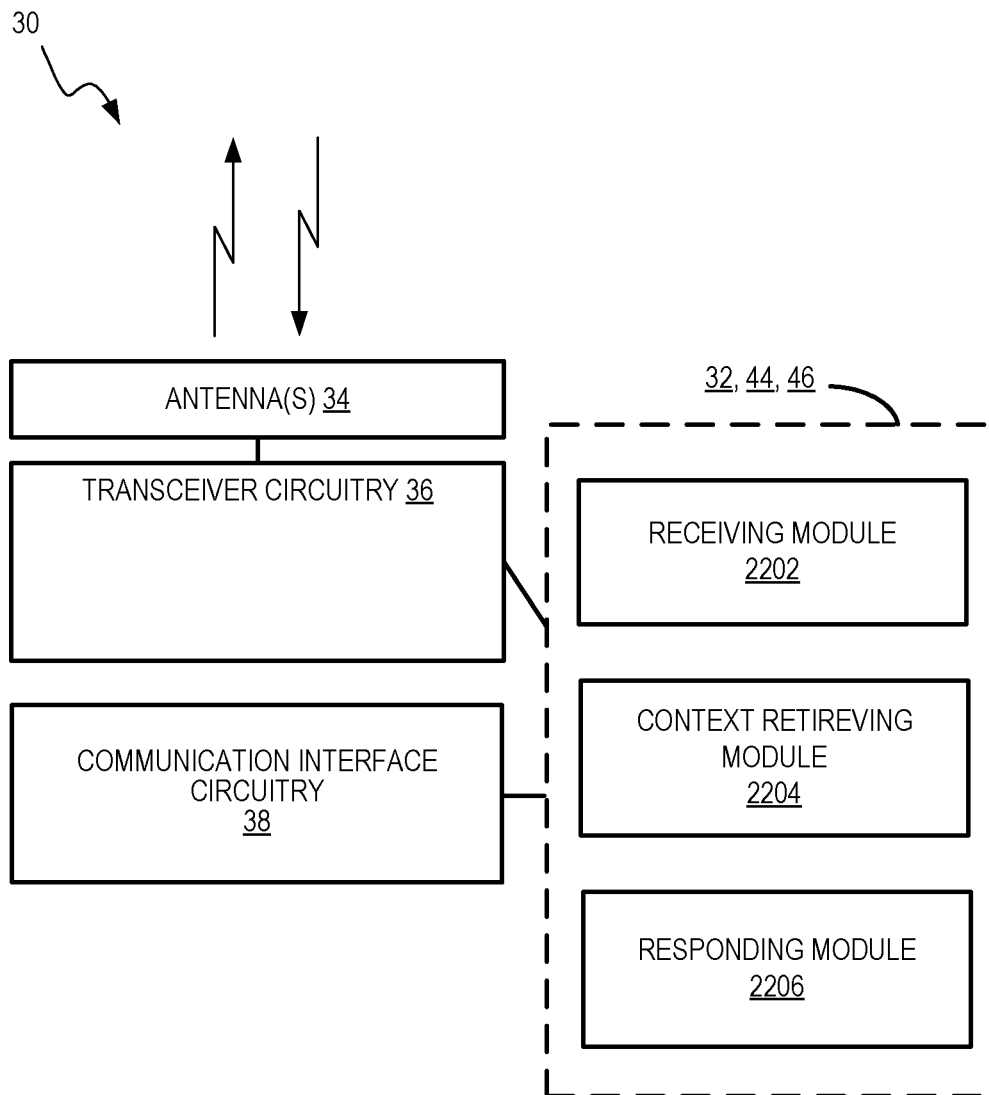 30
ANTENNA(S) 34
32, 44, 46
TRANSCEIVER CIRCUITRY 36
RECEIVING MODULE
2202
COMMUNICATION INTERFACE
CIRCUITRY
38
CONTEXT RETIREVING
MODULE
2204
RESPONDING MODULE
2206